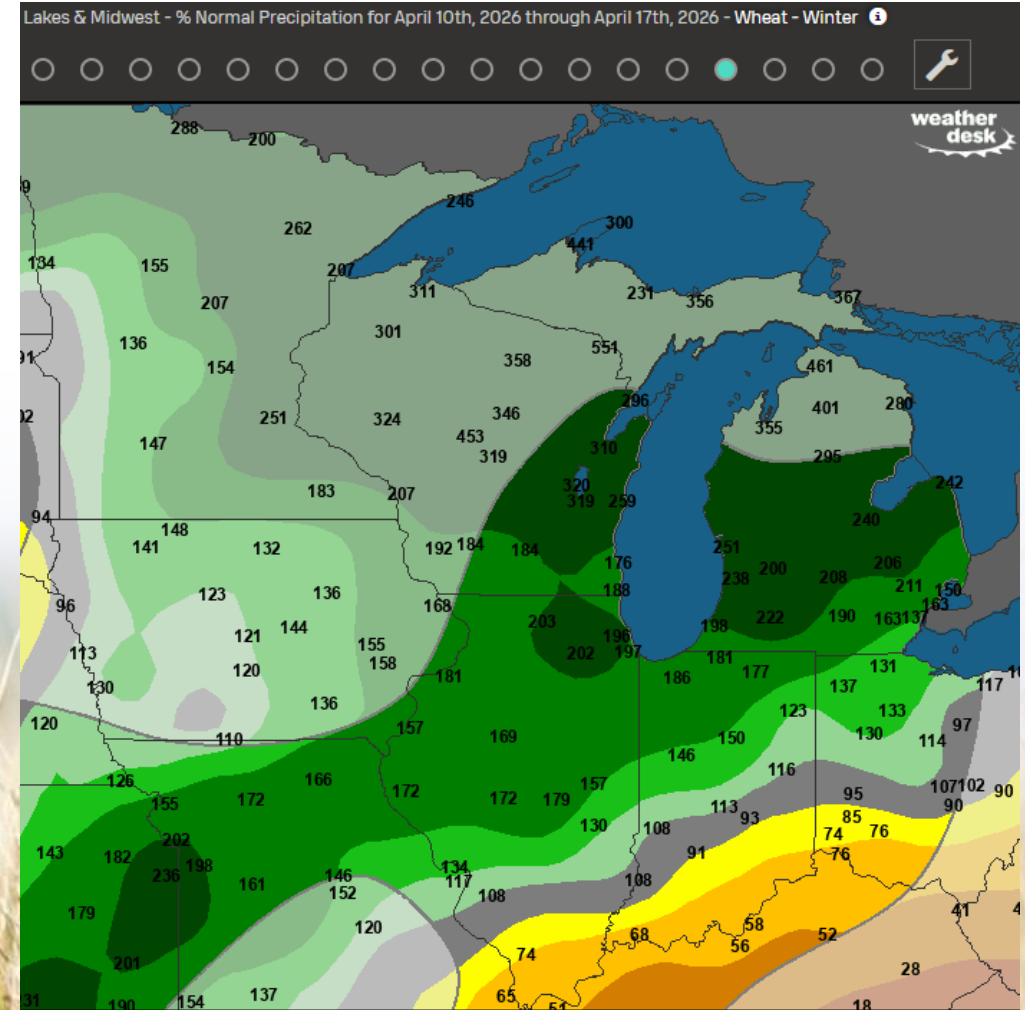 Lakes & Midwest - % Normal Precipitation for April 10th, 2026 through April 17th, 2026 - Wheat - Winter i
weather
desk
288 200
246
262 300
441
134 155 207
311 231 356 367
207 301
136 358 551
154 461
251 324 346 296 401 280
147 453 355
319 310 295
183 207 320 242
94 319 259
148 240
141 132 192 184 184 251
176 200 206
123 136 188 238 208 211 150
96 168 163
121 144 203 196 198 222 190 163 137
113 155 202 197 181
120 158 131
130 136 181 186 177 137
117
120 157 123 133 97
110 169 150 130 114
146
126 166 116
155 172 172 172 179 157 107 102 90
113 95 90
202 130 108 93 85
143 182 198 74 76
236 161 146 134 91 76
152 117 108 108
179 120 41
68 58 52
201 74 56
28
190 154 137 65 51 18